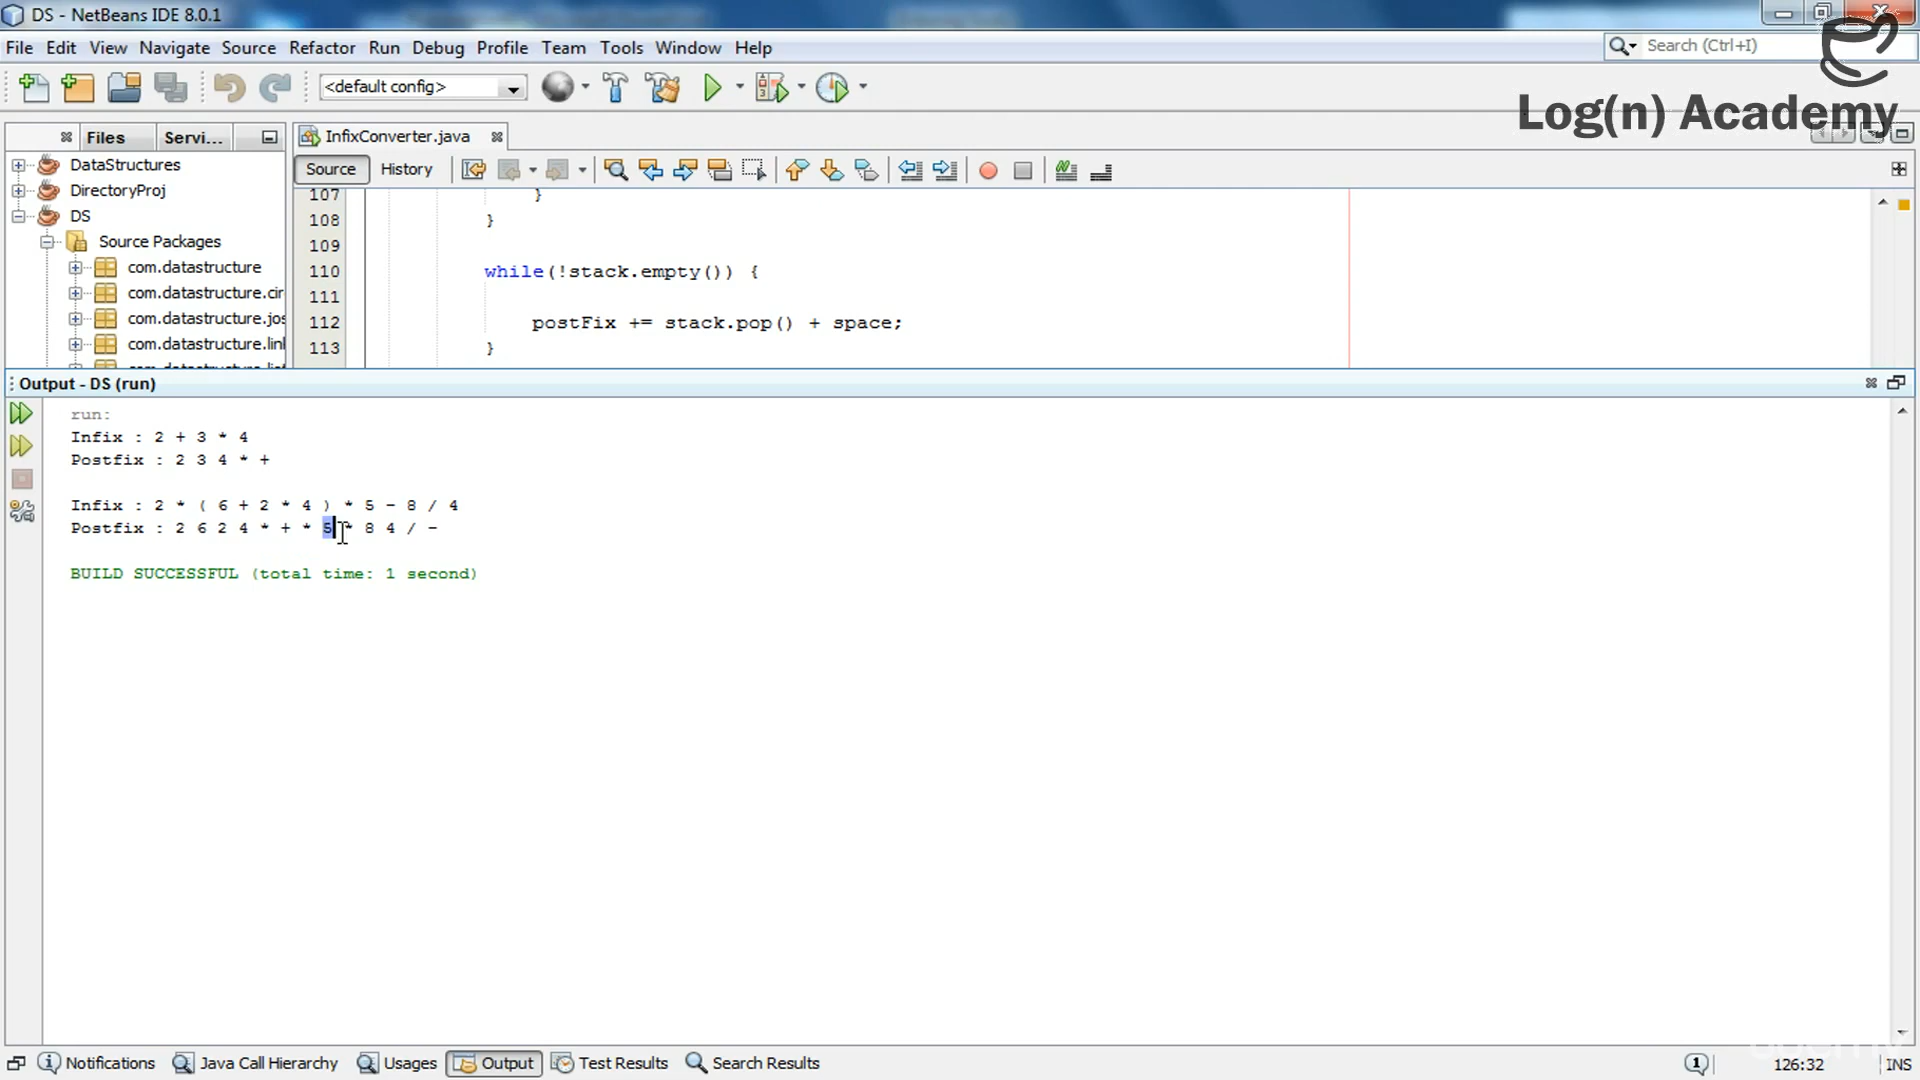 DS - NetBeans IDE 8.0.1
File Edit View Navigate Source Refactor Run Debug Profile Team Tools Window Help
Search (Ctrl+I)
<default config>
Log(n) Academy
Files Servi... InfixConverter.java
Source History
DataStructures
DirectoryProj
DS
Source Packages
com.datastructure
com.datastructure.cir
com.datastructure.jos
com.datastructure.lin
107 }
108 }
109
110 while(!stack.empty()) {
111
112 postFix += stack.pop() + space;
113 }
Output - DS (run)
run:
Infix : 2 + 3 * 4
Postfix : 2 3 4 * +
Infix : 2 * ( 6 + 2 * 4 ) * 5 - 8 / 4
Postfix : 2 6 2 4 * + * 5 * 8 4 / -
BUILD SUCCESSFUL (total time: 1 second)
Notifications Java Call Hierarchy Usages Output Test Results Search Results
1 126:32 INS